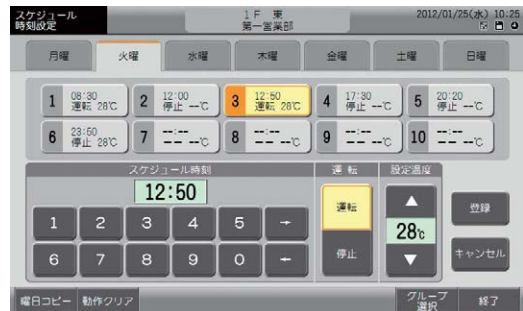 スケジュール
時刻設定
1F 東
第一営業部
2012/01/25(水) 10:25
月曜 火曜 水曜 木曜 金曜 土曜 日曜
1 08:30 運転 28℃
2 12:00 停止 --℃
3 12:50 運転 28℃
4 17:30 停止 --℃
5 20:20 停止 --℃
6 23:50 停止 --℃
7 --:-- -- --℃
8 --:-- -- --℃
9 --:-- -- --℃
10 --:-- -- --℃
スケジュール時刻 運転 設定温度
12:50
1 2 3 4 5 →
6 7 8 9 0 ←
運転
停止
▲
28℃
▼
登録
キャンセル
曜日コピー 動作クリア
グループ
選択
終了